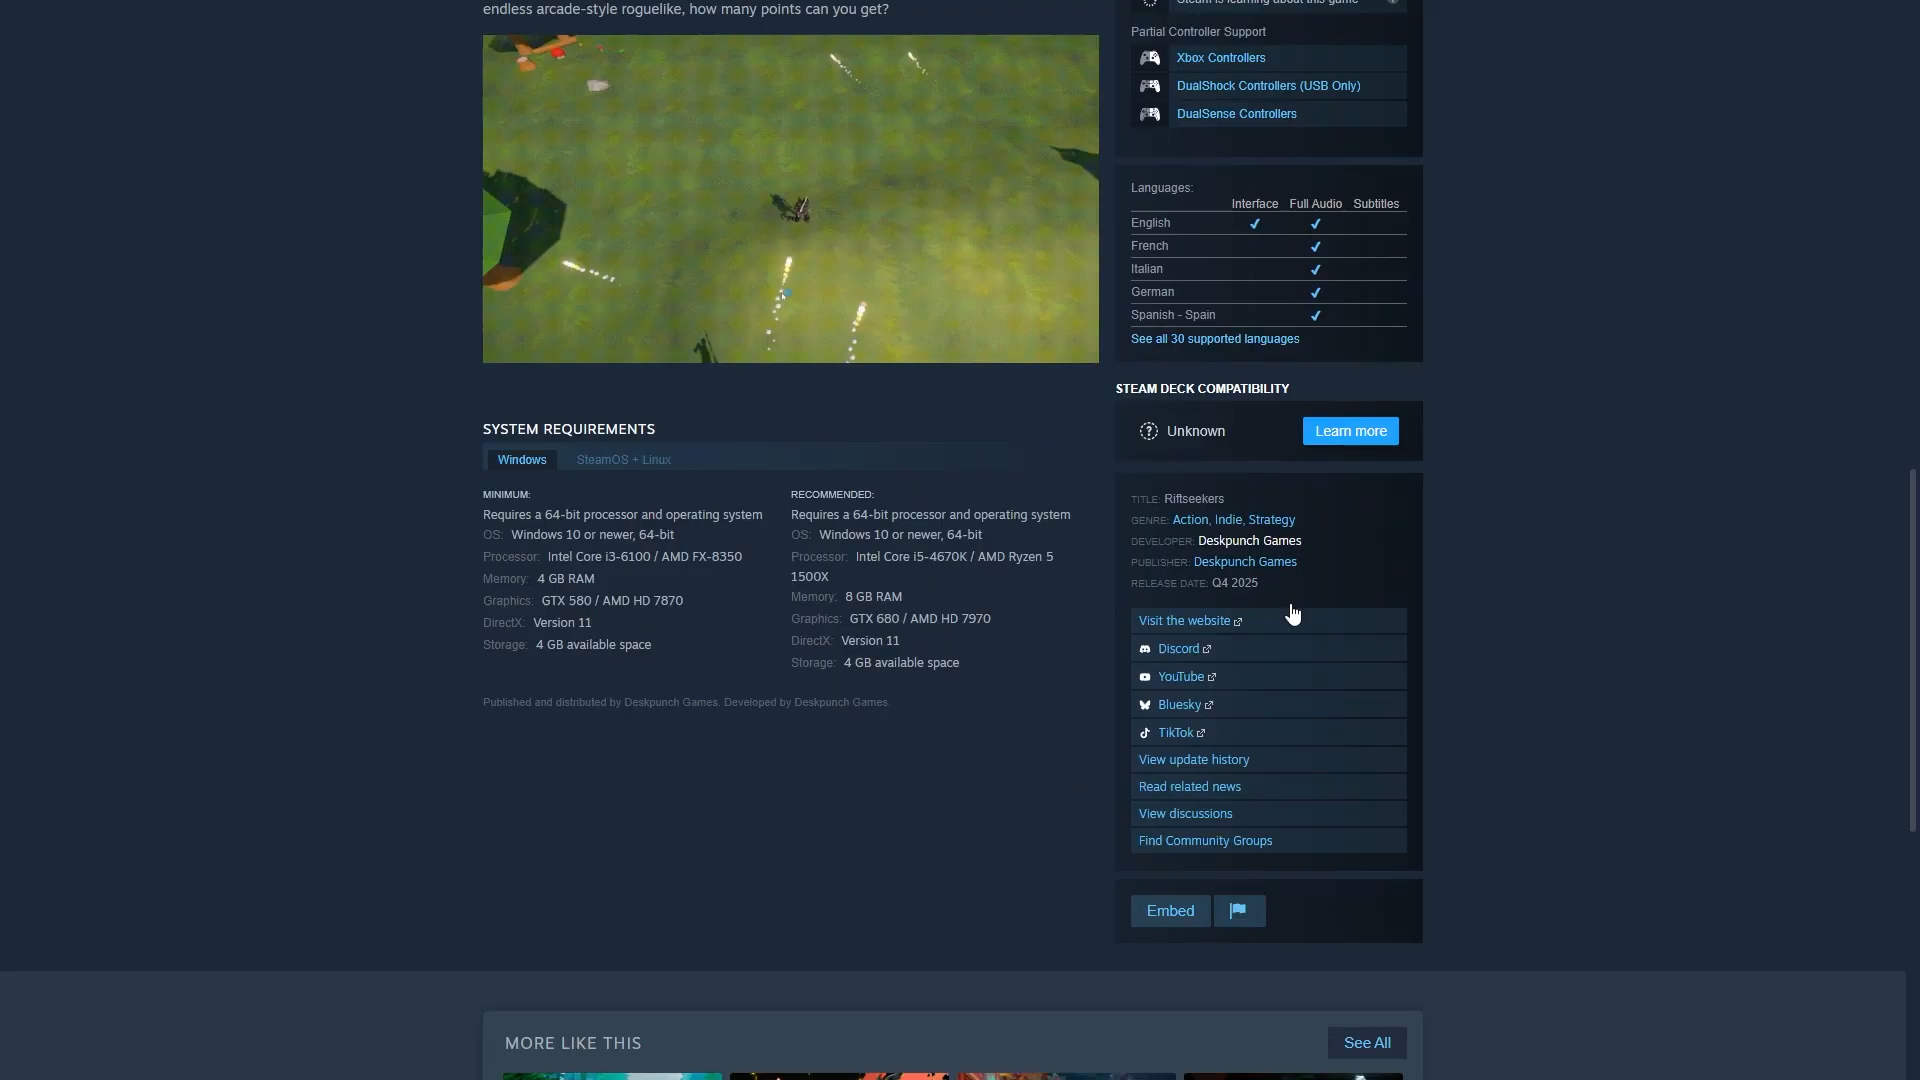 endless arcade-style roguelike, how many points can you get?
SYSTEM REQUIREMENTS
Windows
SteamOS + Linux
MINIMUM:
Requires a 64-bit processor and operating system
OS: Windows 10 or newer, 64-bit
Processor: Intel Core i3-6100 / AMD FX-8350
Memory: 4 GB RAM
Graphics: GTX 580 / AMD HD 7870
DirectX: Version 11
Storage: 4 GB available space
RECOMMENDED:
Requires a 64-bit processor and operating system
OS: Windows 10 or newer, 64-bit
Processor: Intel Core i5-4670K / AMD Ryzen 5
1500X
Memory: 8 GB RAM
Graphics: GTX 680 / AMD HD 7970
DirectX: Version 11
Storage: 4 GB available space
Published and distributed by Deskpunch Games. Developed by Deskpunch Games.
Steam is learning about this game
Partial Controller Support
Xbox Controllers
DualShock Controllers (USB Only)
DualSense Controllers
Languages:
Interface Full Audio Subtitles
English ✔ ✔
French ✔
Italian ✔
German ✔
Spanish - Spain ✔
See all 30 supported languages
STEAM DECK COMPATIBILITY
Unknown
Learn more
TITLE: Riftseekers
GENRE: Action, Indie, Strategy
DEVELOPER: Deskpunch Games
PUBLISHER: Deskpunch Games
RELEASE DATE: Q4 2025
Visit the website
Discord
YouTube
Bluesky
TikTok
View update history
Read related news
View discussions
Find Community Groups
Embed
MORE LIKE THIS
See All